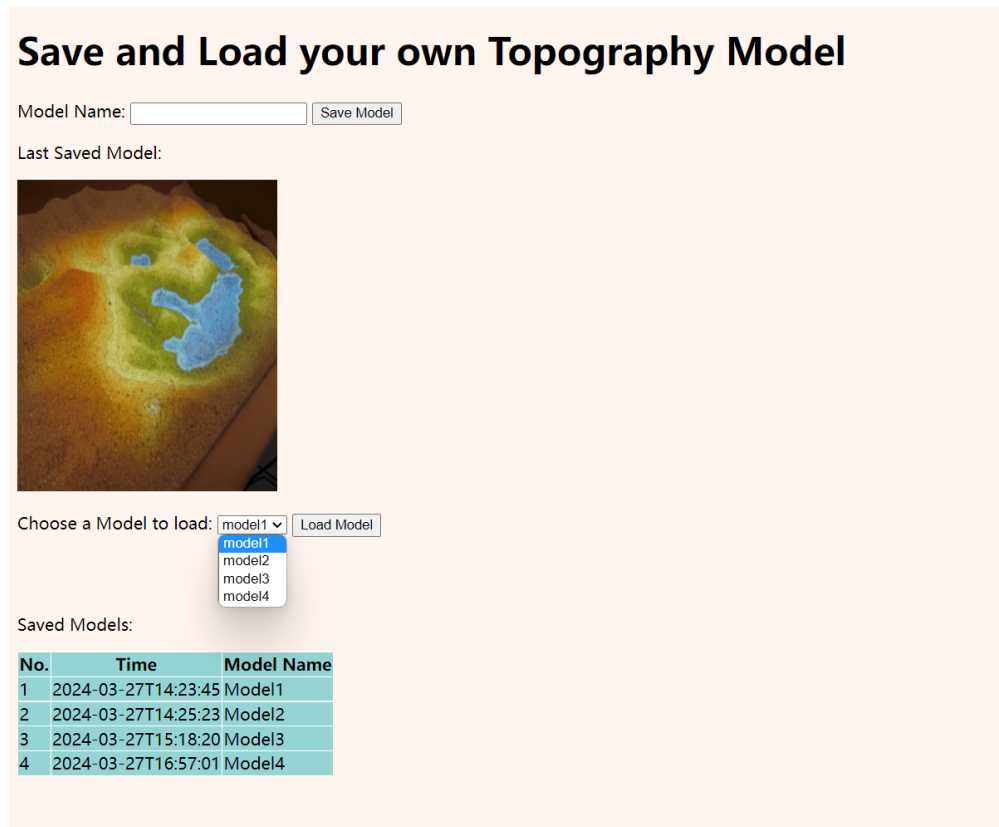 Save and Load your own Topography Model
Model Name: Save Model
Last Saved Model:
Choose a Model to load: model1 Load Model
model1
model2
model3
model4
Saved Models:
No. Time Model Name
1 2024-03-27T14:23:45 Model1
2 2024-03-27T14:25:23 Model2
3 2024-03-27T15:18:20 Model3
4 2024-03-27T16:57:01 Model4